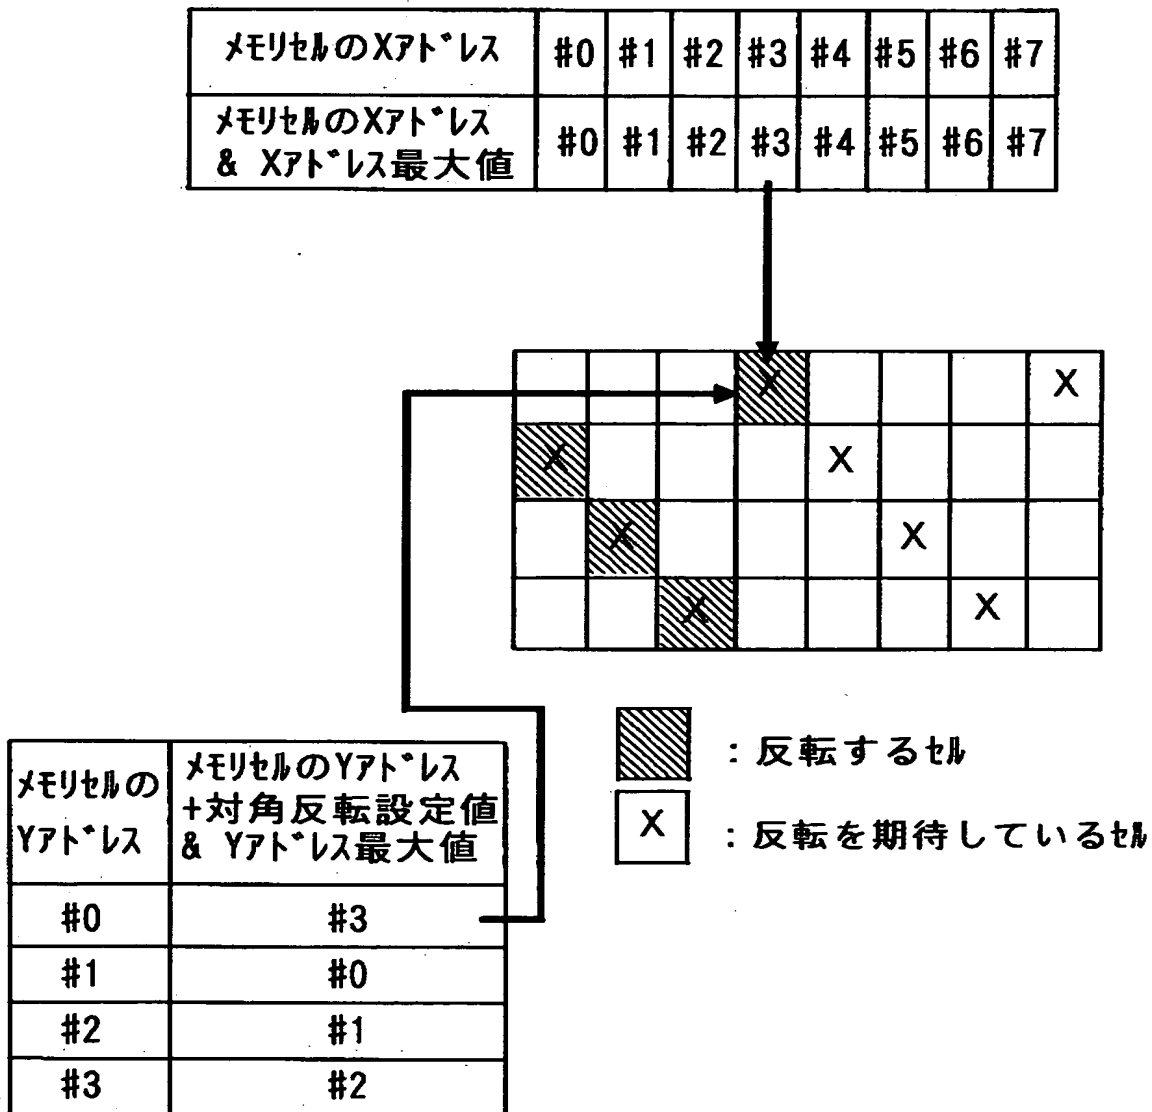 メモリセルのXアドレス #0 #1 #2 #3 #4 #5 #6 #7
メモリセルのXアドレス
& Xアドレス最大値 #0 #1 #2 #3 #4 #5 #6 #7
X X
X X
X X
X X
:反転するセル
X :反転を期待しているセル
メモリセルの
Yアドレス
メモリセルのYアドレス
+対角反転設定値
& Yアドレス最大値
#0 #3
#1 #0
#2 #1
#3 #2